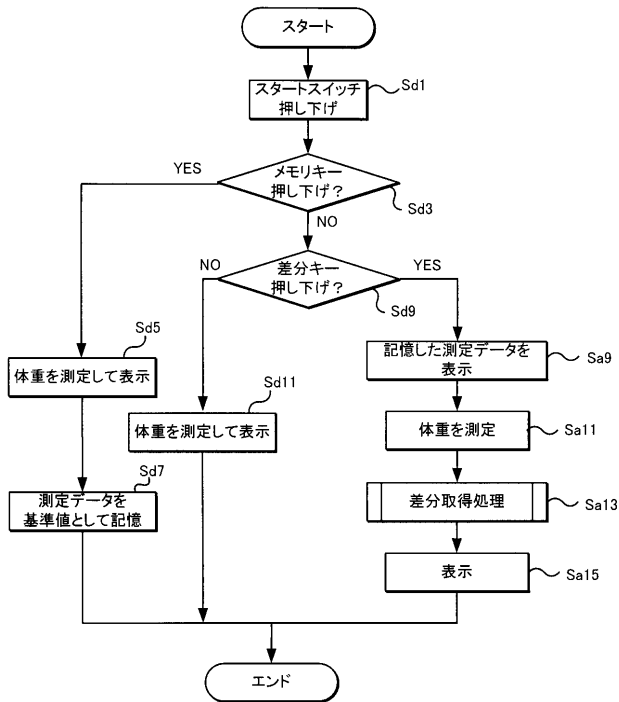 スタート
スタートスイッチ
押し下げ
Sd1
YES
メモリキー
押し下げ？
Sd3
NO
NO
差分キー
押し下げ？
YES
Sd9
Sd5
体重を測定して表示
Sd11
体重を測定して表示
記憶した測定データを
表示
Sa9
体重を測定
Sa11
Sd7
測定データを
基準値として記憶
差分取得処理
Sa13
表示
Sa15
エンド